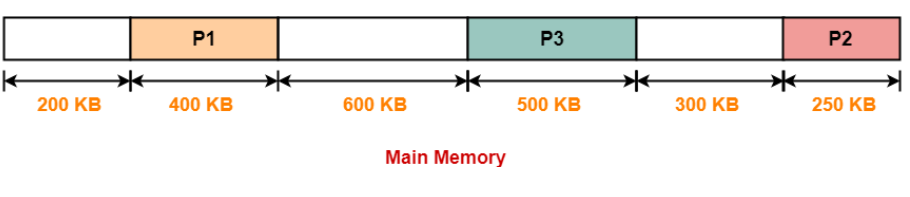 P1 P3 P2
200 KB 400 KB 600 KB 500 KB 300 KB 250 KB
Main Memory